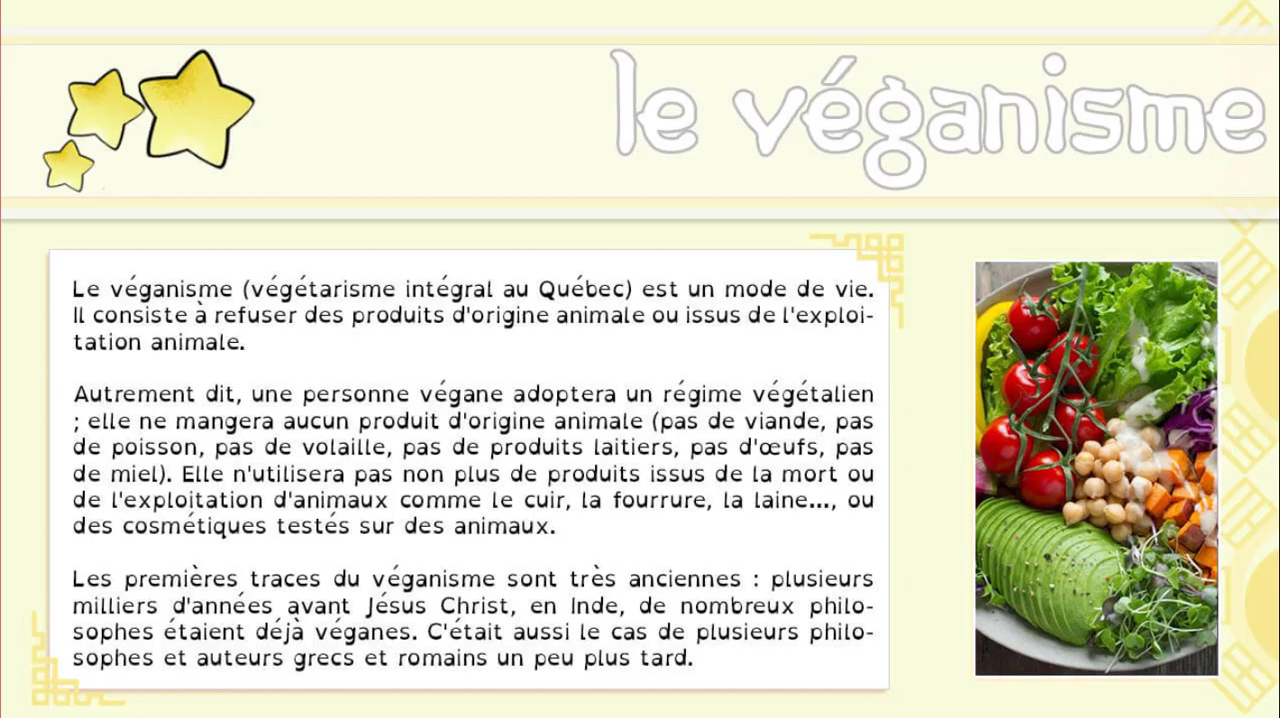 le véganisme
Le véganisme (végétarisme intégral au Québec) est un mode de vie.
Il consiste à refuser des produits d'origine animale ou issus de l'exploi-
tation animale.
Autrement dit, une personne végane adoptera un régime végétalien
; elle ne mangera aucun produit d'origine animale (pas de viande, pas
de poisson, pas de volaille, pas de produits laitiers, pas d'œufs, pas
de miel). Elle n'utilisera pas non plus de produits issus de la mort ou
de l'exploitation d'animaux comme le cuir, la fourrure, la laine..., ou
des cosmétiques testés sur des animaux.
Les premières traces du véganisme sont très anciennes : plusieurs
milliers d'années avant Jésus Christ, en Inde, de nombreux philo-
sophes étaient déjà véganes. C'était aussi le cas de plusieurs philo-
sophes et auteurs grecs et romains un peu plus tard.